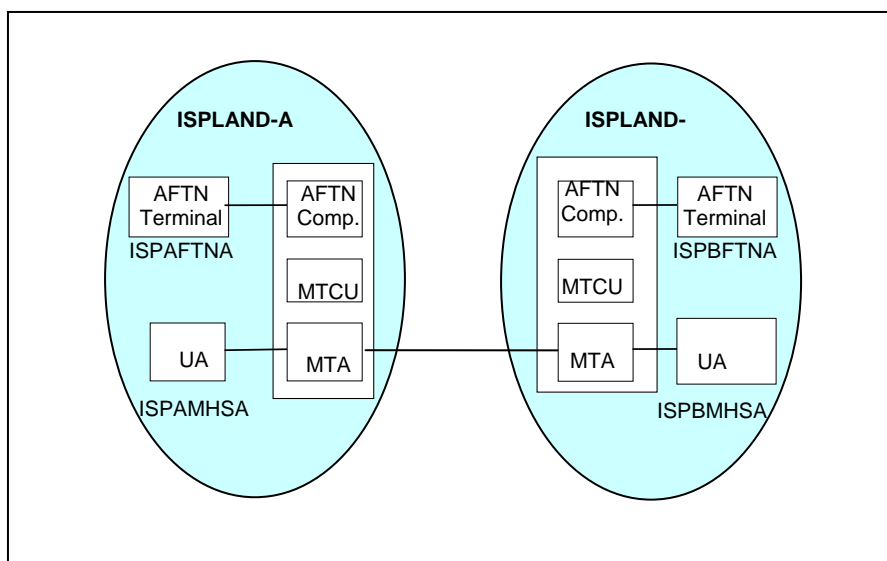 ISPLAND-A
AFTN
Terminal
AFTN
Comp.
ISPAFTNA
MTCU
UA
MTA
ISPAMHSA
ISPLAND-
AFTN
Comp.
AFTN
Terminal
ISPBFTNA
MTCU
MTA
UA
ISPBMHSA